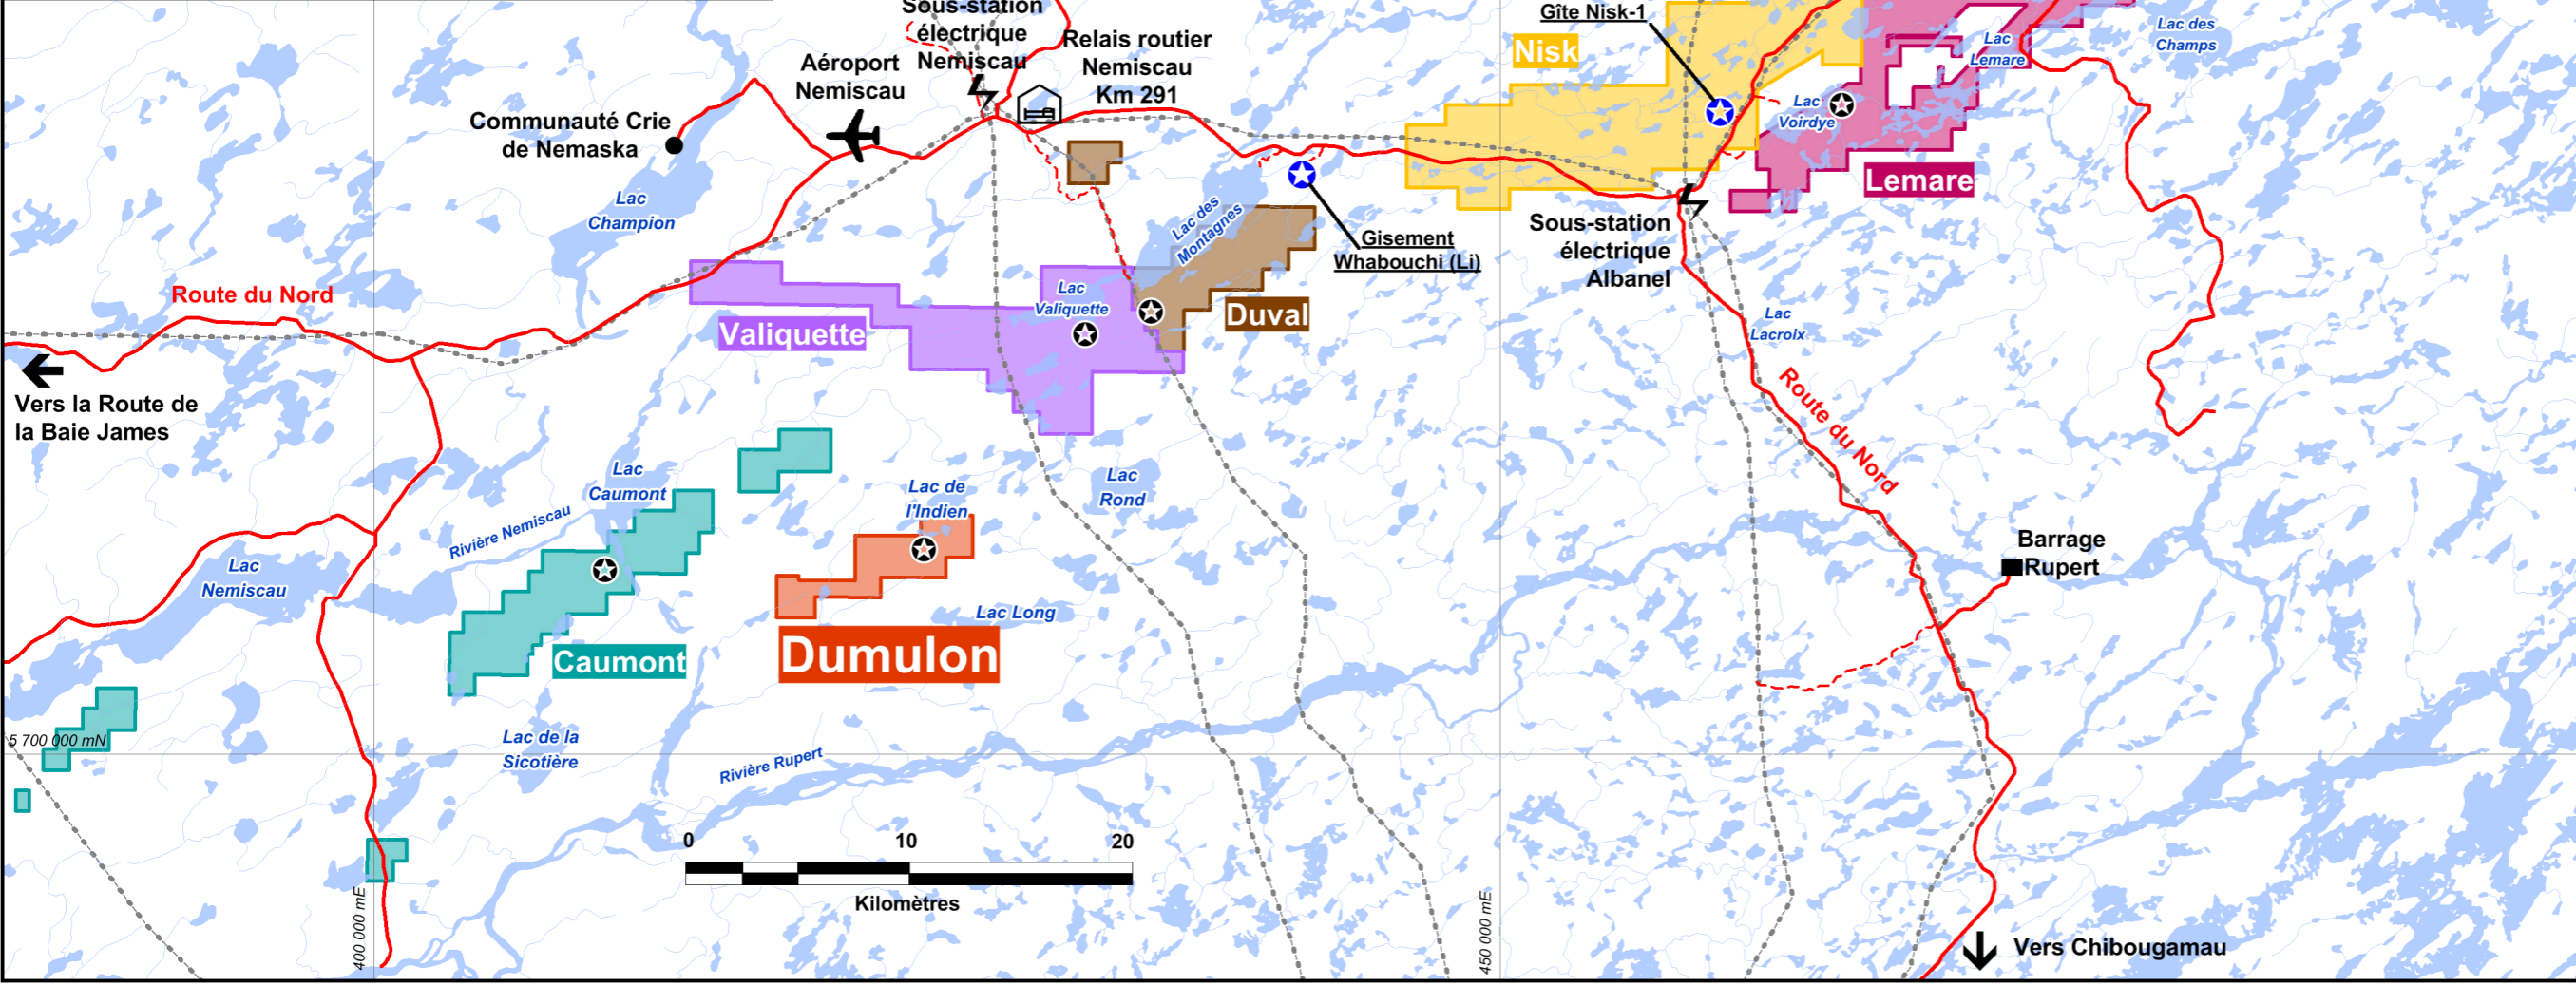 Sous-station
électrique
Nemiscau
Relais routier
Nemiscau
Km 291
Aéroport
Nemiscau
Communauté Crie
de Nemaska
Gîte Nisk-1
Nisk
Lac
Lemare
Lac des
Champs
Lac
Voirdye
Lemare
Lac
Champion
Lac des
Montagnes
Gisement
Whabouchi (Li)
Sous-station
électrique
Albanel
Route du Nord
Valiquette
Lac
Valiquette
Duval
Lac
Lacroix
Vers la Route de
la Baie James
Route du Nord
Lac
Caumont
Rivière Nemiscau
Lac de
l'Indien
Lac
Rond
Lac
Nemiscau
Barrage
Rupert
Lac Long
Caumont
Dumulon
5 700 000 mN
Lac de la
Sicotière
Rivière Rupert
0 10 20
Kilomètres
400 000 mE
450 000 mE
Vers Chibougamau